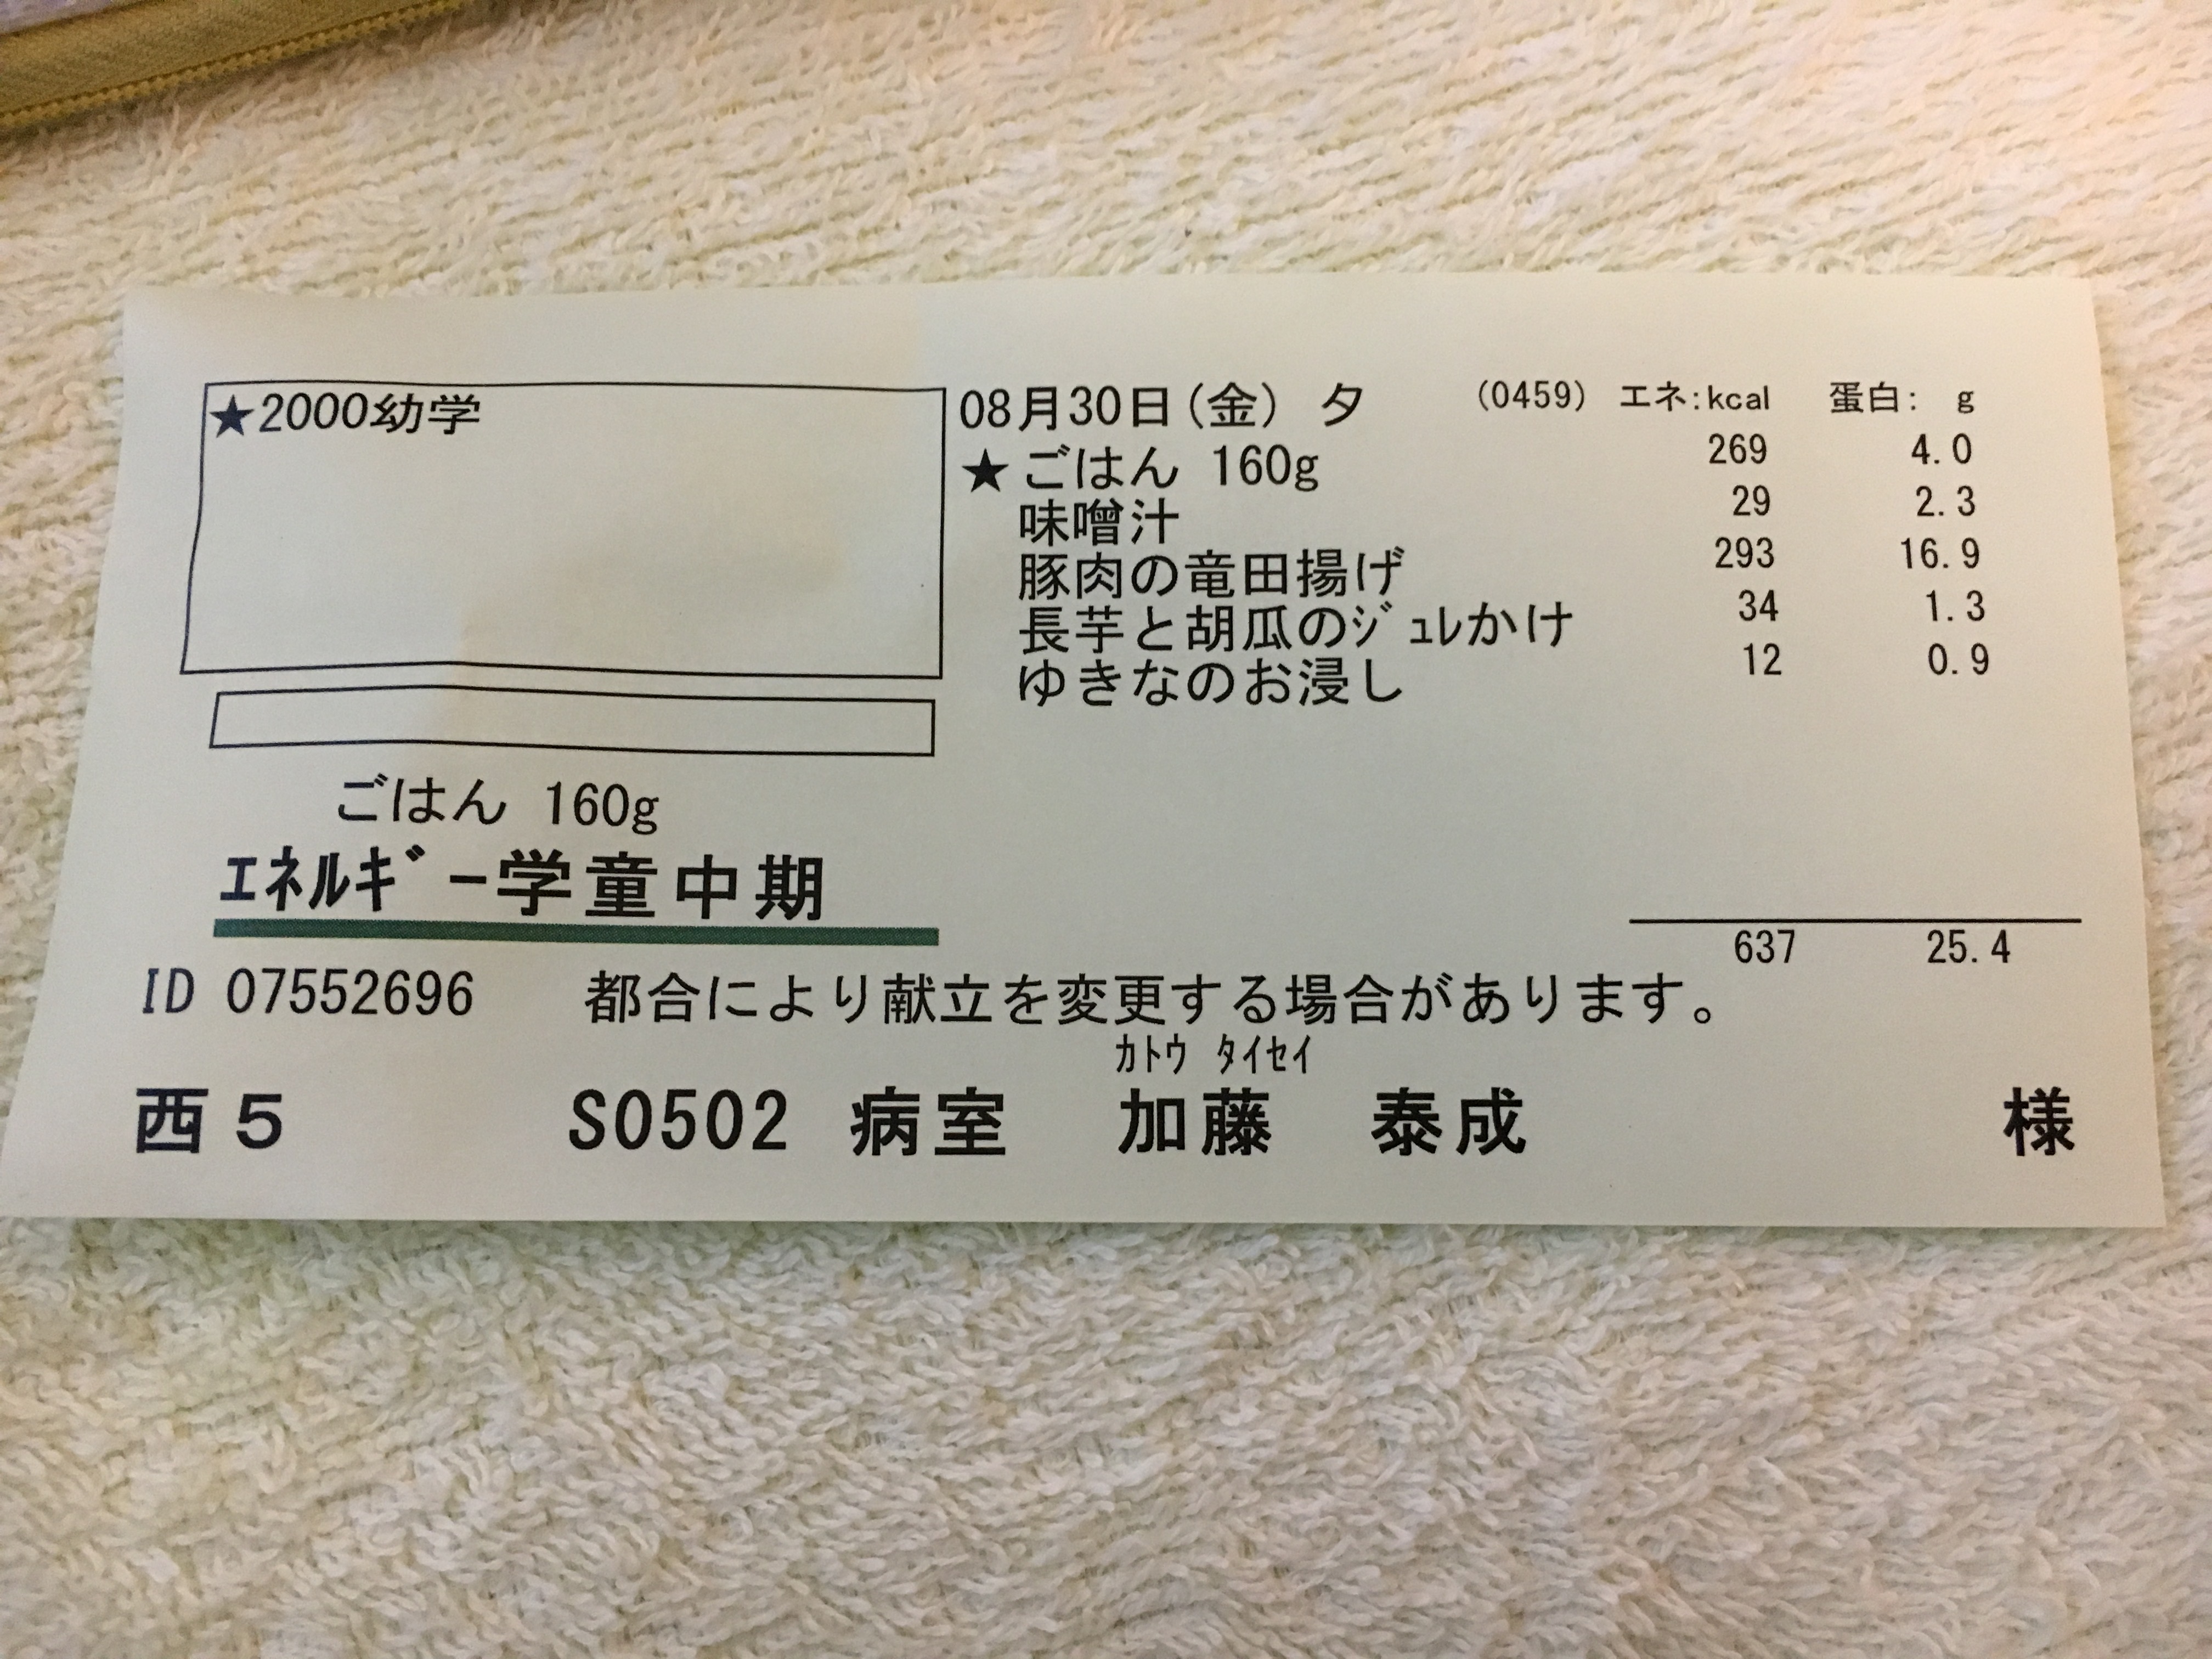 ★2000幼学
ごはん 160g
エネルギー学童中期
08月30日(金) 夕 (0459) エネ:kcal 蛋白: g
★ごはん 160g 269 4.0
味噌汁 29 2.3
豚肉の竜田揚げ 293 16.9
長芋と胡瓜のｼﾞｭﾚかけ 34 1.3
ゆきなのお浸し 12 0.9
637 25.4
ID 07552696 都合により献立を変更する場合があります。
ｶﾄｳ ﾀｲｾｲ
西5 S0502 病室 加藤 泰成 様